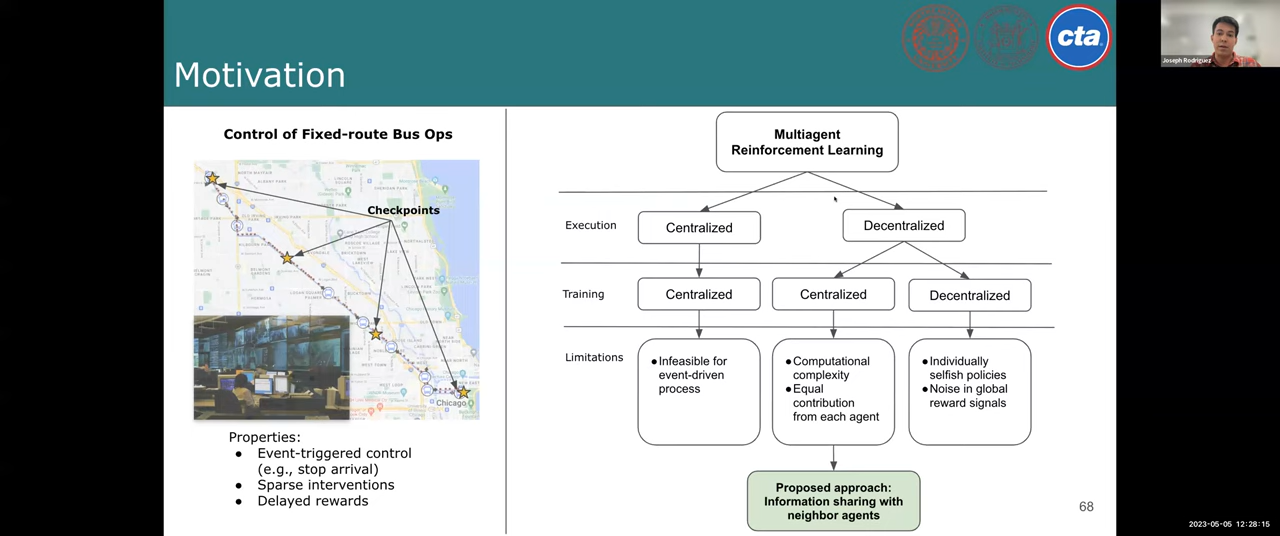 Motivation
cta
Joseph Rodriguez
Control of Fixed-route Bus Ops
Checkpoints
Chicago
Properties:
● Event-triggered control
(e.g., stop arrival)
● Sparse interventions
● Delayed rewards
Multiagent
Reinforcement Learning
Execution
Centralized
Decentralized
Training
Centralized
Centralized
Decentralized
Limitations
●Infeasible for
event-driven
process
●Computational
complexity
●Equal
contribution
from each agent
●Individually
selfish policies
●Noise in global
reward signals
Proposed approach:
Information sharing with
neighbor agents
68
2023-05-05 12:28:15